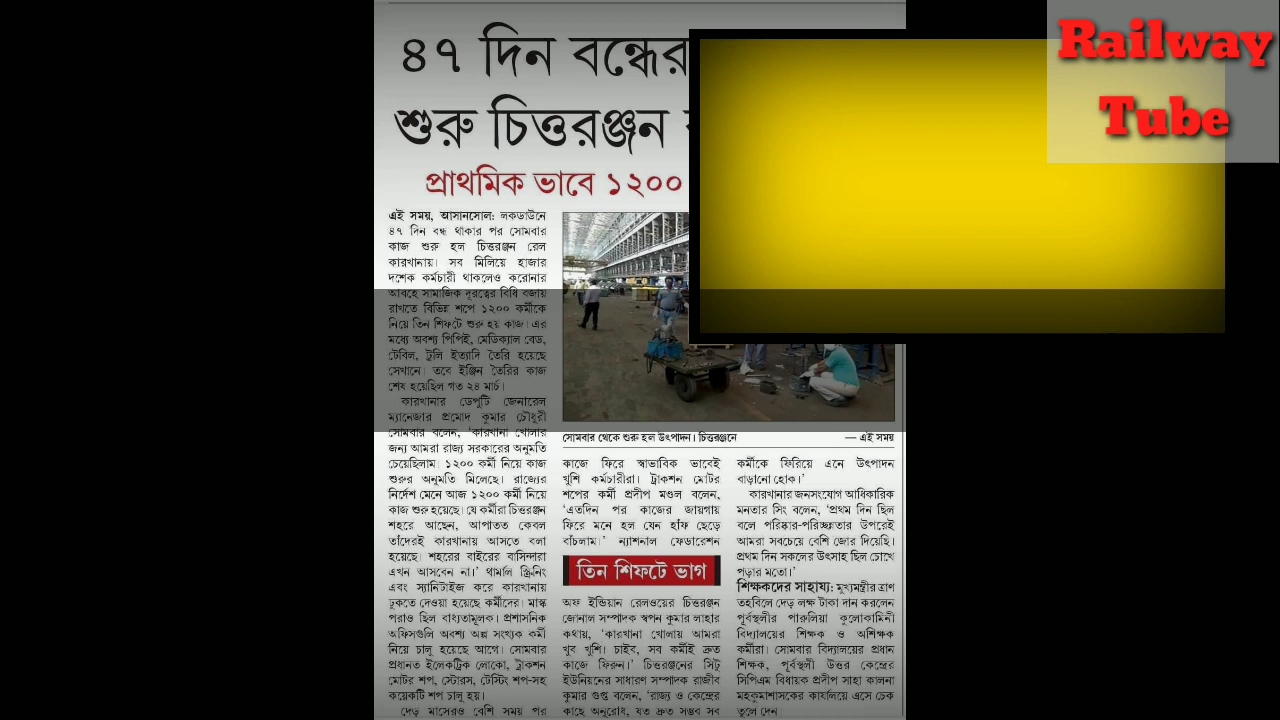 ৪৭ দিন বন্ধের
শুরু চিত্তরঞ্জন
প্রাথমিক ভাবে ১২০০
এই সময়, আসানসোল: লকডাউনে
৪৭ দিন বন্ধ থাকার পর সোমবার
কাজ শুরু হল চিত্তরঞ্জন রেল
কারখানায়। সব মিলিয়ে হাজার
দশেক কর্মচারী থাকলেও করোনার
আবহে সামাজিক দূরত্বের বিধি বজায়
রাখতে বিভিন্ন শপে ১২০০ কর্মীকে
নিয়ে তিন শিফটে শুরু হয় কাজ। এর
মধ্যে অবশ্য পিপিই, মেডিক্যাল বেড,
টেবিল, ট্রলি ইত্যাদি তৈরি হয়েছে
সেখানে। তবে ইঞ্জিন তৈরির কাজ
শেষ হয়েছিল গত ২৪ মার্চ।
কারখানার ডেপুটি জেনারেল
ম্যানেজার প্রমোদ কুমার চৌধুরী
সোমবার বলেন, ‘কারখানা খোলার
জন্য আমরা রাজ্য সরকারের অনুমতি
চেয়েছিলাম। ১২০০ কর্মী নিয়ে কাজ
শুরুর অনুমতি মিলেছে। রাজ্যের
নির্দেশ মেনে আজ ১২০০ কর্মী নিয়ে
কাজ শুরু হয়েছে। যে কর্মীরা চিত্তরঞ্জন
শহরে আছেন, আপাতত কেবল
তাঁদেরই কারখানায় আসতে বলা
হয়েছে। শহরের বাইরের বাসিন্দারা
এখন আসবেন না।’ থার্মাল স্ক্রিনিং
এবং স্যানিটাইজ করে কারখানায়
ঢুকতে দেওয়া হয়েছে কর্মীদের। মাস্ক
পরাও ছিল বাধ্যতামূলক। প্রশাসনিক
অফিসগুলি অবশ্য অল্প সংখ্যক কর্মী
নিয়ে চালু হয়েছে আগে। সোমবার
প্রধানত ইলেকট্রিক লোকো, ট্রাকশন
মোটর শপ, স্টোরস, টেস্টিং শপ-সহ
কয়েকটি শপ চালু হয়।
দেড় মাসেরও বেশি সময় পর
সোমবার থেকে শুরু হল উৎপাদন। চিত্তরঞ্জনে — এই সময়
কাজে ফিরে স্বাভাবিক ভাবেই
খুশি কর্মচারীরা। ট্রাকশন মোটর
শপের কর্মী প্রদীপ মণ্ডল বলেন,
‘এতদিন পর কাজের জায়গায়
ফিরে মনে হল যেন হাঁফ ছেড়ে
বাঁচলাম।’ ন্যাশনাল ফেডারেশন
তিন শিফটে ভাগ
অফ ইন্ডিয়ান রেলওয়ের চিত্তরঞ্জন
জোনাল সম্পাদক স্বপন কুমার লাহার
কথায়, ‘কারখানা খোলায় আমরা
খুব খুশি। চাইব, সব কর্মীই দ্রুত
কাজে ফিরুন।’ চিত্তরঞ্জনের সিটু
ইউনিয়নের সাধারণ সম্পাদক রাজীব
কুমার গুপ্ত বলেন, ‘রাজ্য ও কেন্দ্রের
কাছে অনুরোধ, যত দ্রুত সম্ভব সব
কর্মীকে ফিরিয়ে এনে উৎপাদন
বাড়ানো হোক।’
কারখানার জনসংযোগ আধিকারিক
মনতার সিং বলেন, ‘প্রথম দিন ছিল
বলে পরিষ্কার-পরিচ্ছন্নতার উপরেই
আমরা সবচেয়ে বেশি জোর দিয়েছি।
প্রথম দিন সকলের উৎসাহ ছিল চোখে
পড়ার মতো।’
শিক্ষকদের সাহায্য: মুখ্যমন্ত্রীর ত্রাণ
তহবিলে দেড় লক্ষ টাকা দান করলেন
পূর্বস্থলীর পারুলিয়া কুলোকামিনী
বিদ্যালয়ের শিক্ষক ও অশিক্ষক
কর্মীরা। সোমবার বিদ্যালয়ের প্রধান
শিক্ষক, পূর্বস্থলী উত্তর কেন্দ্রের
সিপিএম বিধায়ক প্রদীপ সাহা কালনা
মহকুমাশাসকের কার্যালয়ে এসে চেক
তুলে দেন।
Railway
Tube